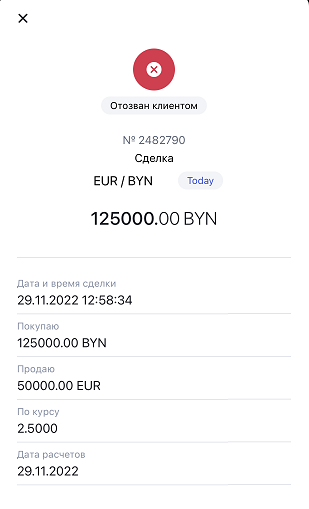 Отозван клиентом
№ 2482790
Сделка
EUR / BYN Today
125000.00 BYN
Дата и время сделки
29.11.2022 12:58:34
Покупаю
125000.00 BYN
Продаю
50000.00 EUR
По курсу
2.5000
Дата расчетов
29.11.2022